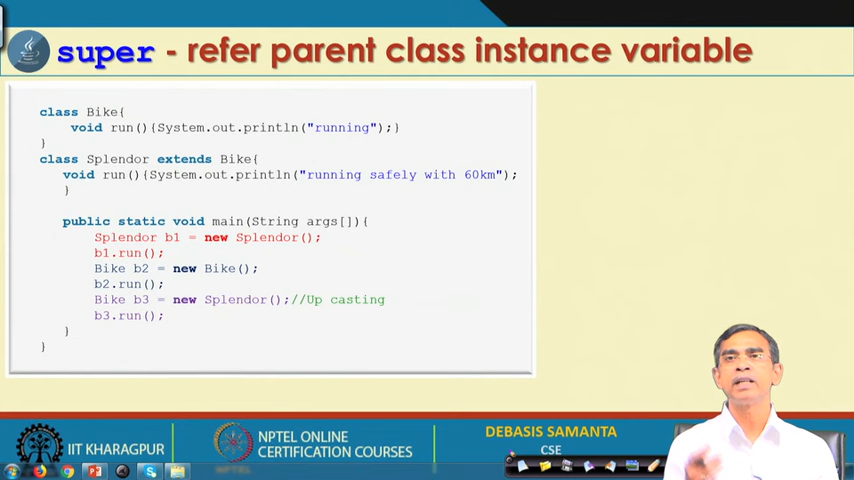 super - refer parent class instance variable
class Bike{
void run(){System.out.println("running");}
}
class Splendor extends Bike{
void run(){System.out.println("running safely with 60km");
}
public static void main(String args[]){
Splendor b1 = new Splendor();
b1.run();
Bike b2 = new Bike();
b2.run();
Bike b3 = new Splendor();//Up casting
b3.run();
}
}
IIT KHARAGPUR
NPTEL ONLINE
CERTIFICATION COURSES
DEBASIS SAMANTA
CSE